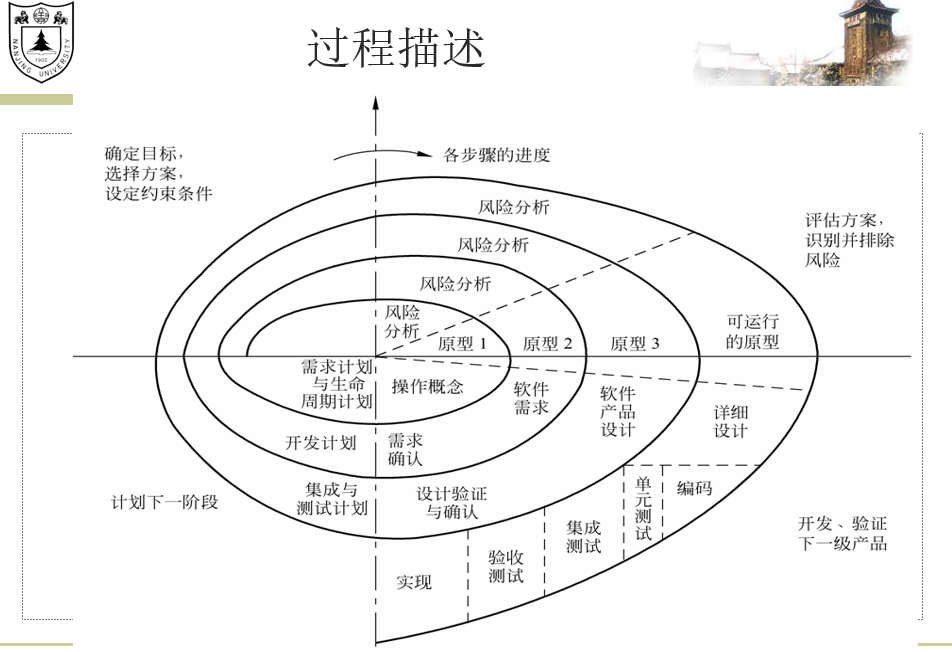 NANJING UNIVERSITY
1902
过程描述
确定目标，
选择方案，
设定约束条件
各步骤的进度
评估方案，
识别并排除
风险
风险分析
风险分析
风险分析
风险
分析
原型 1
原型 2
原型 3
可运行
的原型
需求计划
与生命
周期计划
操作概念
软件
需求
软件
产品
设计
详细
设计
开发计划
需求
确认
集成与
测试计划
设计验证
与确认
单
元
测
试
编码
计划下一阶段
集成
测试
验收
测试
实现
开发、验证
下一级产品